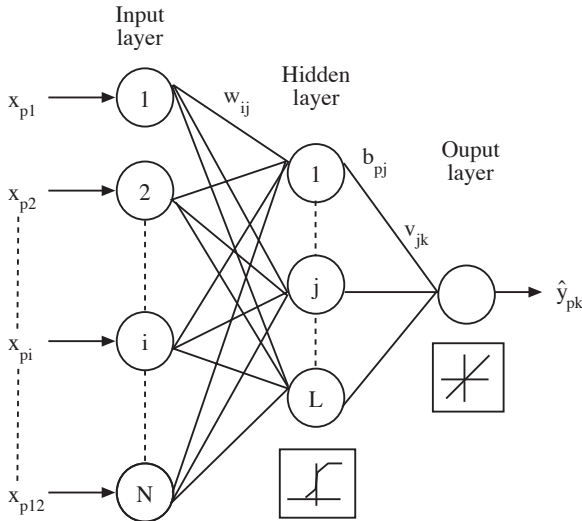 Input
layer
Hidden
layer
Ouput
layer
x_p1
1
w_ij
1
b_pj
x_p2
2
v_jk
j
ŷ_pk
x_pi
i
L
x_p12
N